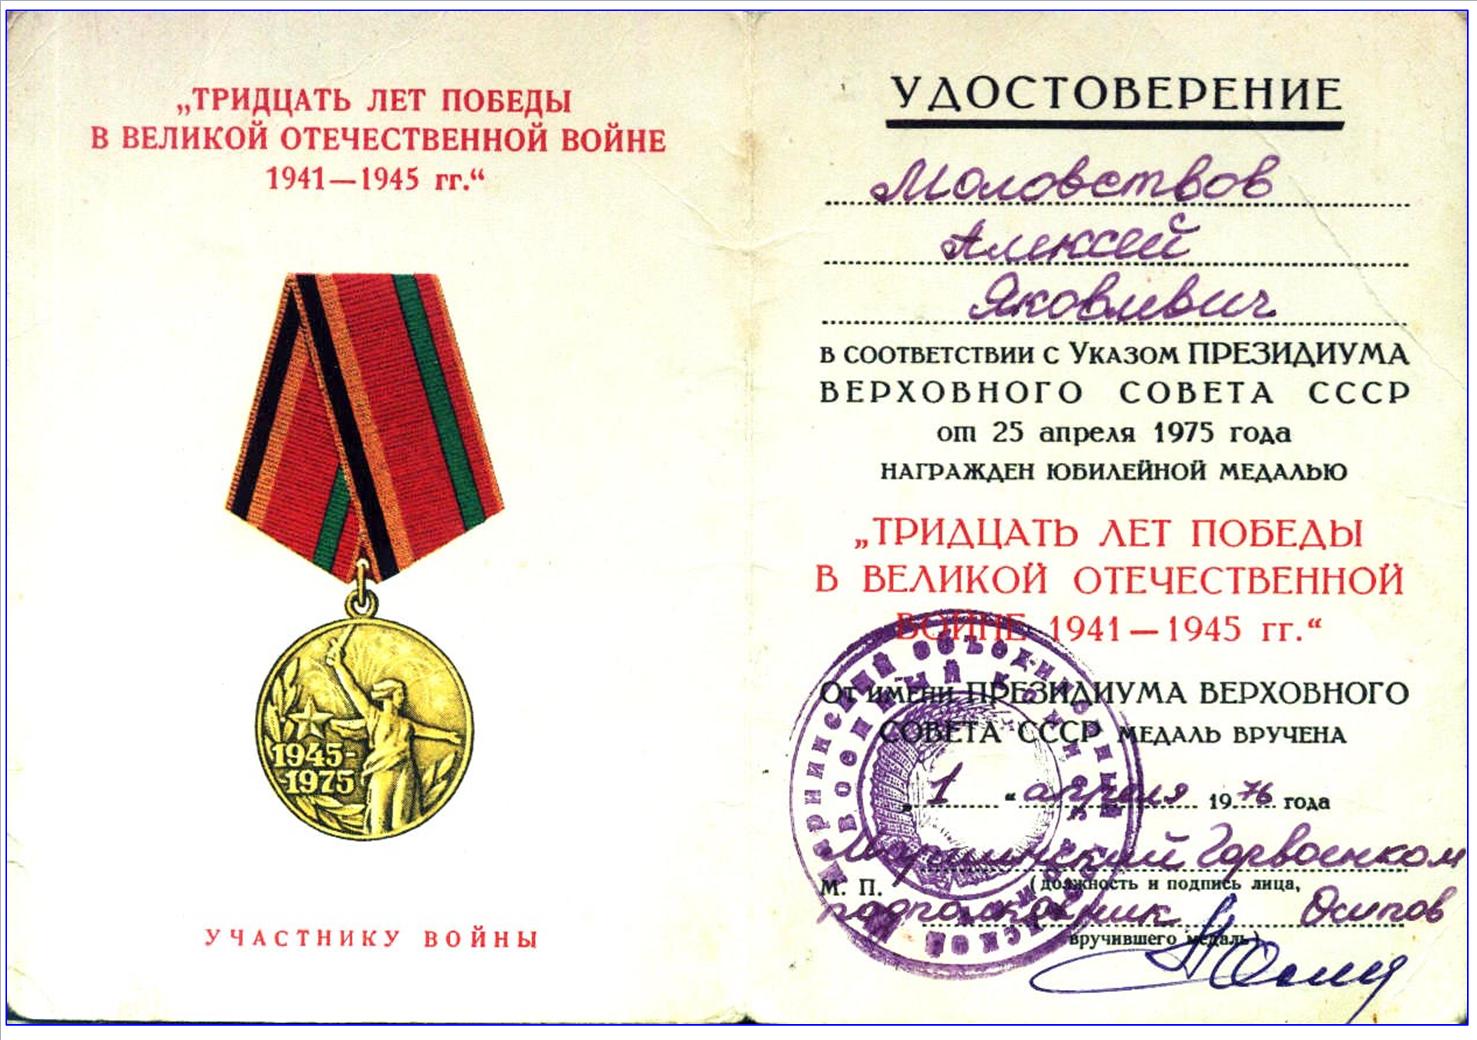 „ТРИДЦАТЬ ЛЕТ ПОБЕДЫ
В ВЕЛИКОЙ ОТЕЧЕСТВЕННОЙ ВОЙНЕ
1941—1945 гг.“
1945-
-1975
УЧАСТНИКУ ВОЙНЫ
УДОСТОВЕРЕНИЕ
Моловствов
Алексей
Яковлевич
В СООТВЕТСТВИИ С УКАЗОМ ПРЕЗИДИУМА
ВЕРХОВНОГО СОВЕТА СССР
от 25 апреля 1975 года
НАГРАЖДЕН ЮБИЛЕЙНОЙ МЕДАЛЬЮ
„ТРИДЦАТЬ ЛЕТ ПОБЕДЫ
В ВЕЛИКОЙ ОТЕЧЕСТВЕННОЙ
ВОЙНЕ 1941—1945 гг.“
ОТ ИМЕНИ ПРЕЗИДИУМА ВЕРХОВНОГО
СОВЕТА СССР МЕДАЛЬ ВРУЧЕНА
„1“ апреля 1976 года
Мариинский Горвоенком
М. П. (должность и подпись лица,
подполковник Осипов
вручившего медаль)